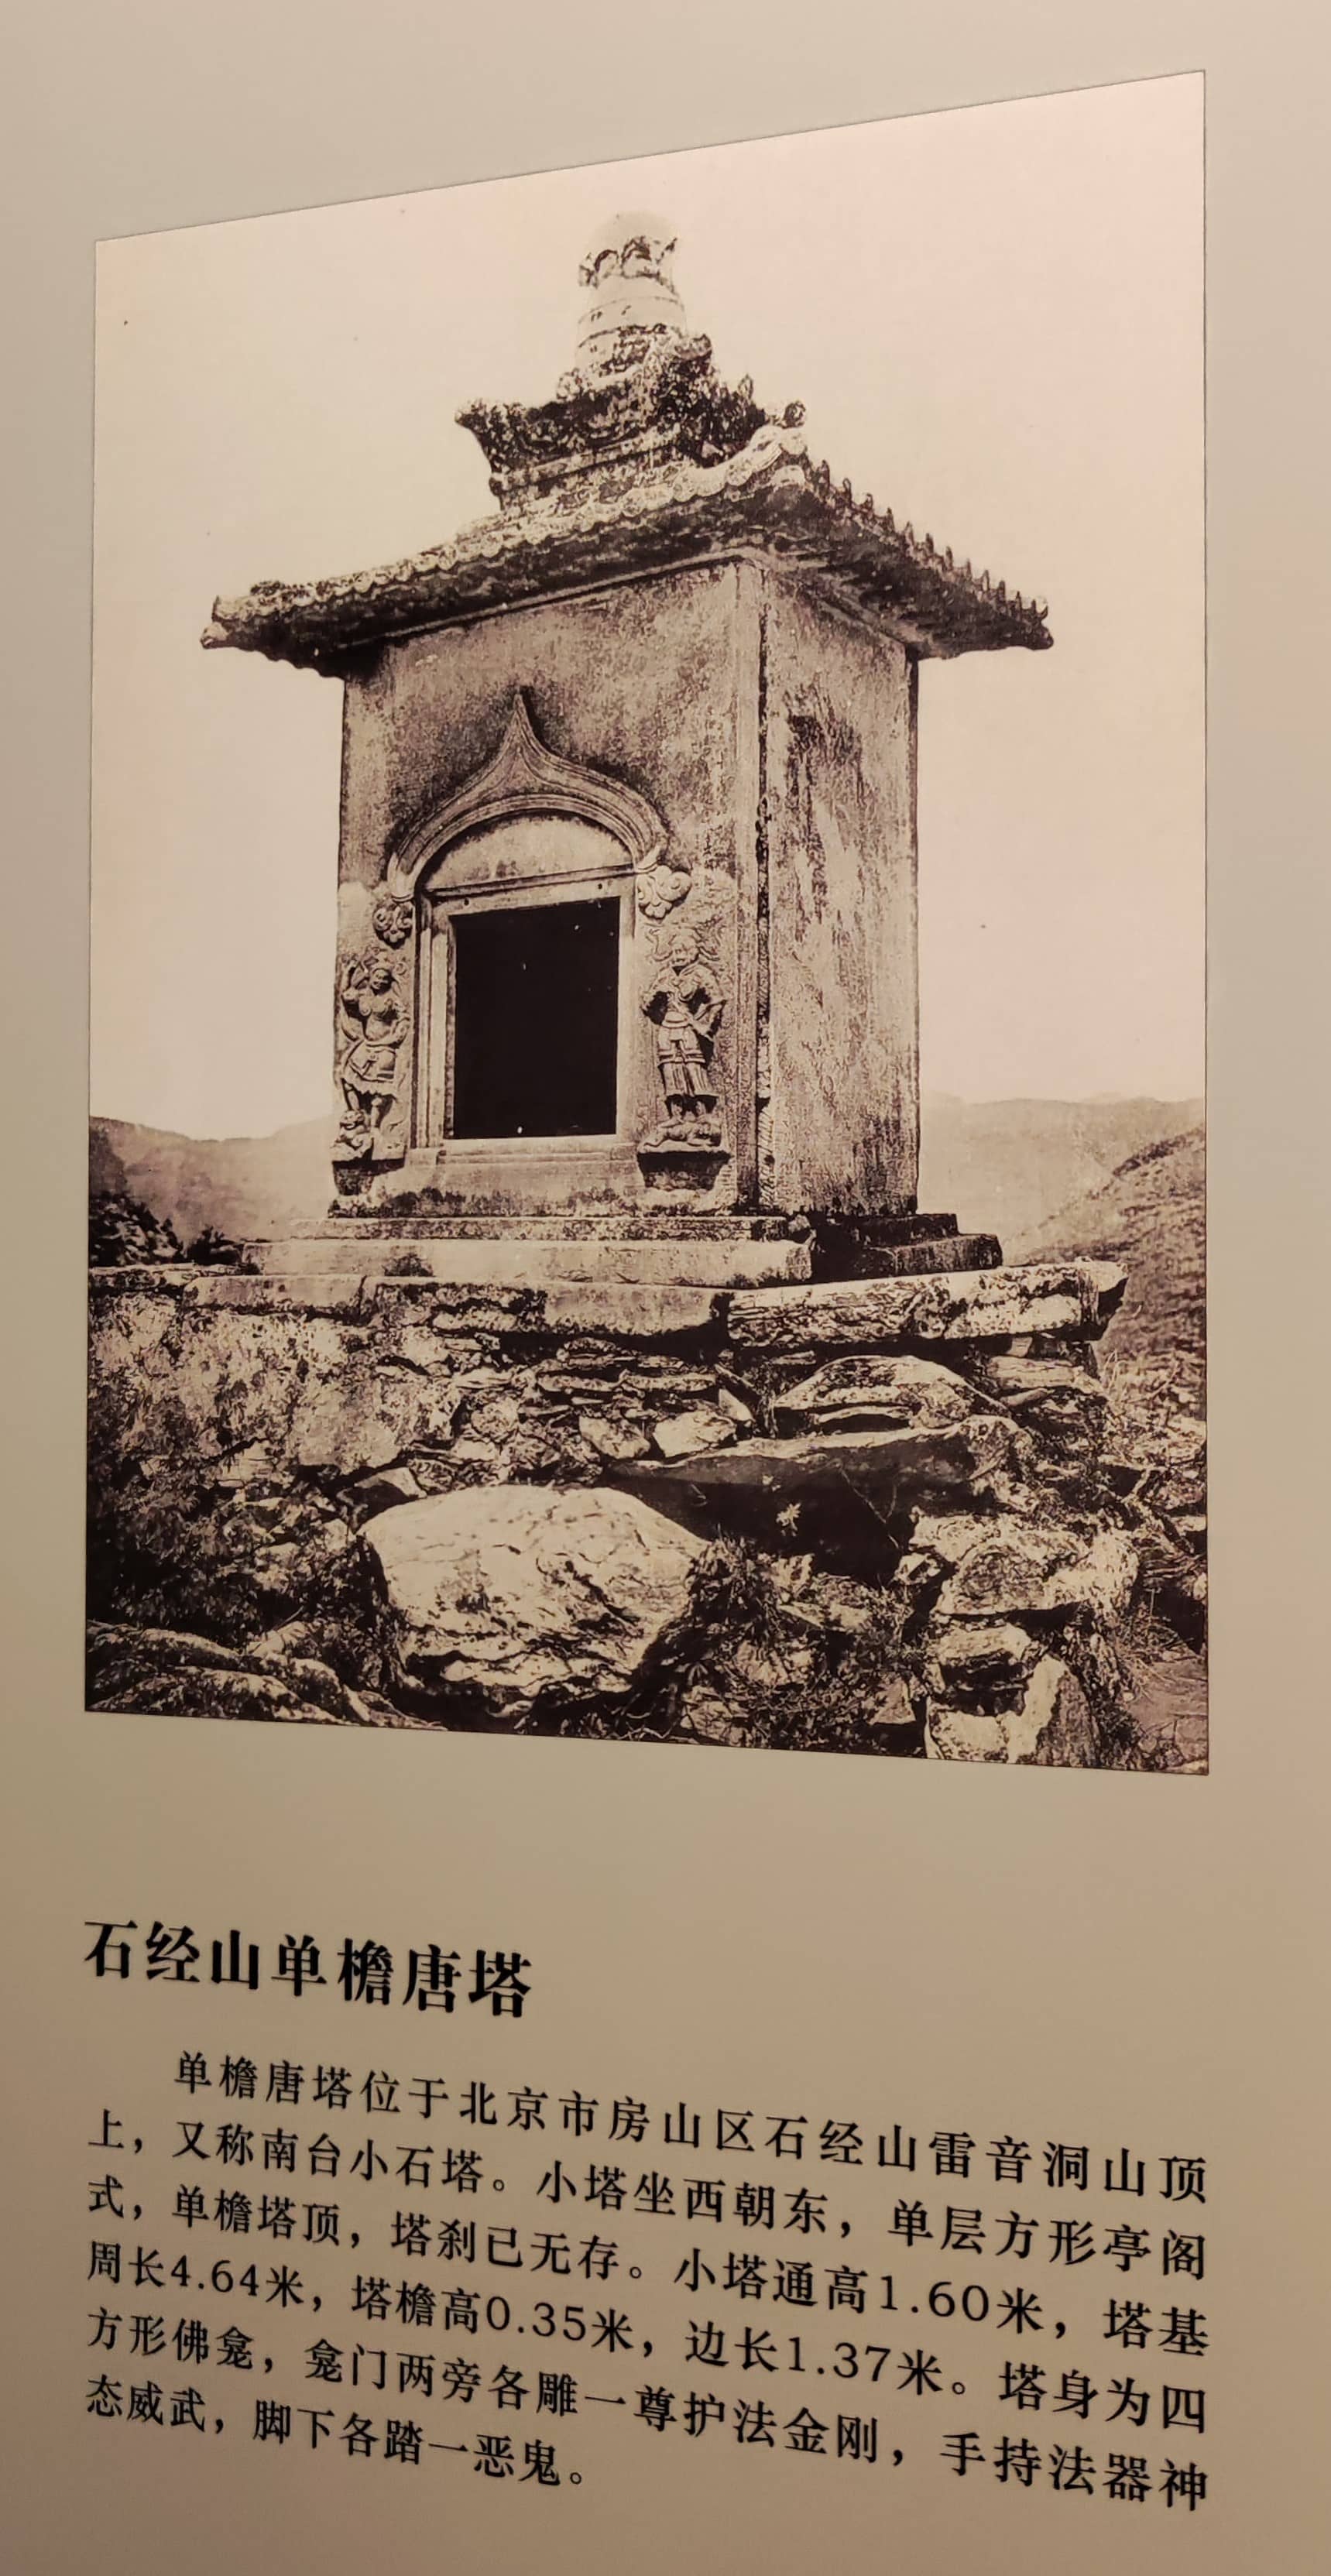 石经山单檐唐塔
单檐唐塔位于北京市房山区石经山雷音洞山顶
上，又称南台小石塔。小塔坐西朝东，单层方形亭阁
式，单檐塔顶，塔刹已无存。小塔通高1.60米，塔基
周长4.64米，塔檐高0.35米，边长1.37米。塔身为四
方形佛龛，龛门两旁各雕一尊护法金刚，手持法器神
态威武，脚下各踏一恶鬼。